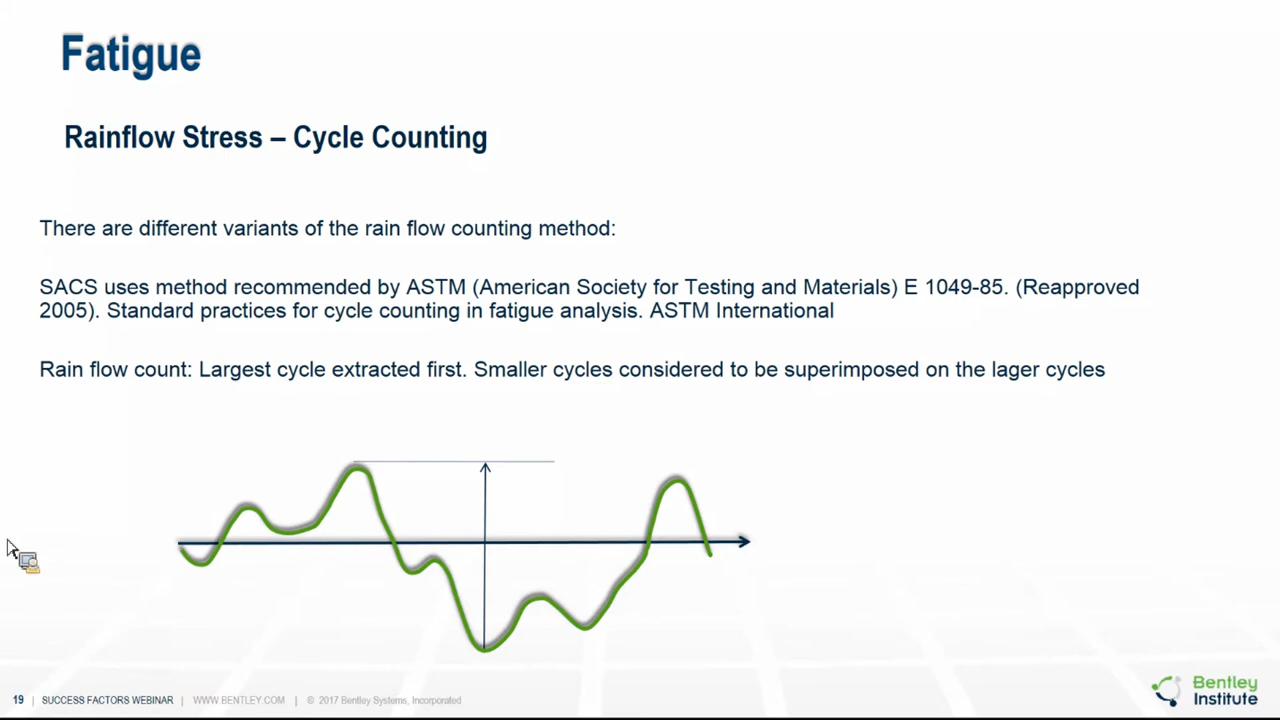 Fatigue
Rainflow Stress – Cycle Counting
There are different variants of the rain flow counting method:
SACS uses method recommended by ASTM (American Society for Testing and Materials) E 1049-85. (Reapproved
2005). Standard practices for cycle counting in fatigue analysis. ASTM International
Rain flow count: Largest cycle extracted first. Smaller cycles considered to be superimposed on the lager cycles
19 | SUCCESS FACTORS WEBINAR | WWW.BENTLEY.COM | © 2017 Bentley Systems, Incorporated
Bentley
Institute